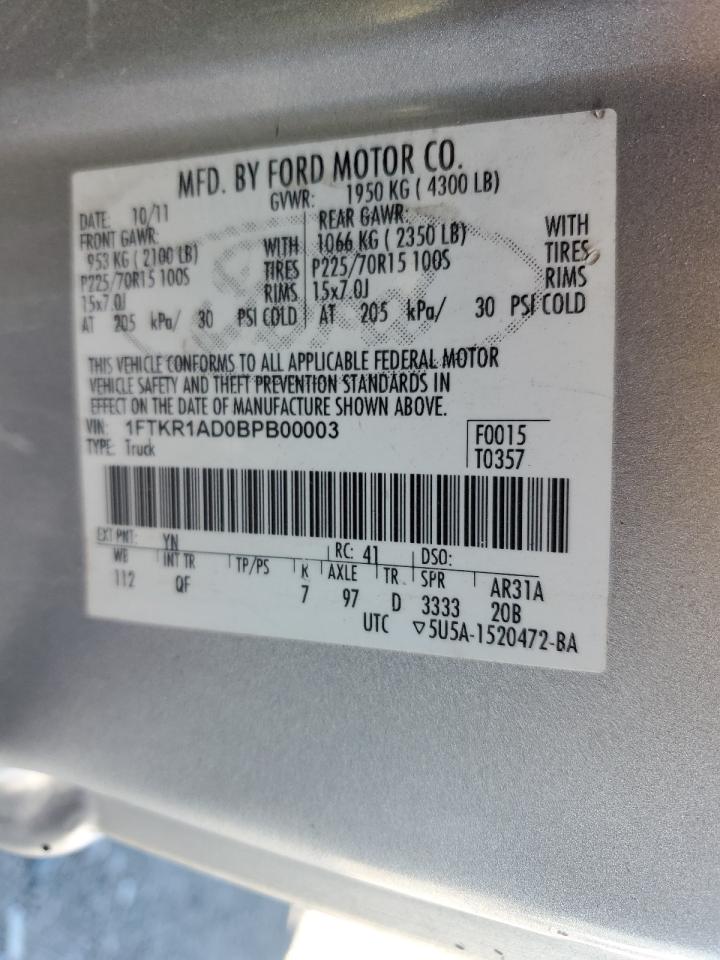 MFD. BY FORD MOTOR CO.
DATE: 10/11 GVWR: 1950 KG ( 4300 LB)
FRONT GAWR: REAR GAWR:
953 KG ( 2100 LB) WITH 1066 KG ( 2350 LB) WITH
P225/70R15 100S TIRES P225/70R15 100S TIRES
15x7.0J RIMS 15x7.0J RIMS
AT 205 kPa/ 30 PSI COLD AT 205 kPa/ 30 PSI COLD
THIS VEHICLE CONFORMS TO ALL APPLICABLE FEDERAL MOTOR
VEHICLE SAFETY AND THEFT PREVENTION STANDARDS IN
EFFECT ON THE DATE OF MANUFACTURE SHOWN ABOVE.
VIN: 1FTKR1AD0BPB00003 F0015
TYPE: Truck T0357
EXT PNT: YN RC: 41 DSO:
WB INT TR TP/PS R AXLE TR SPR AR31A
112 QF 7 97 D 3333 20B
UTC ▽5U5A-1520472-BA